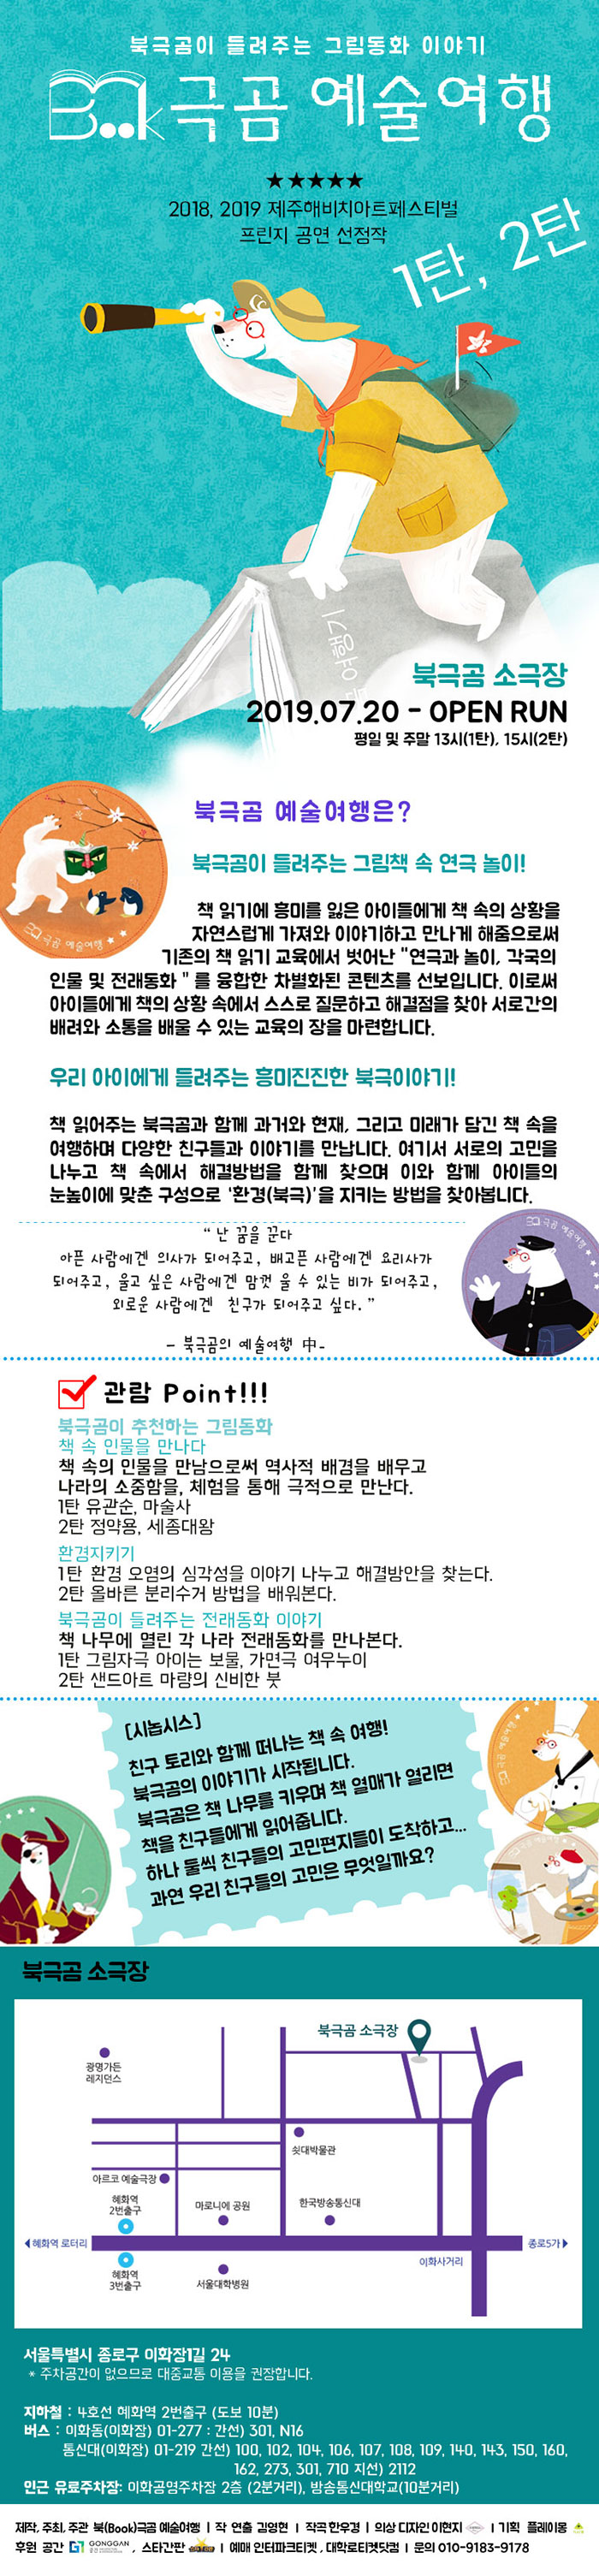 북극곰이 들려주는 그림동화 이야기
Book극곰 예술여행
★★★★★
2018, 2019 제주해비치아트페스티벌
프린지 공연 선정작
1탄, 2탄
여행기
북극곰 소극장
2019.07.20 - OPEN RUN
평일 및 주말 13시(1탄), 15시(2탄)
북극곰 예술여행은?
북극곰이 들려주는 그림책 속 연극 놀이!
책 읽기에 흥미를 잃은 아이들에게 책 속의 상황을
자연스럽게 가져와 이야기하고 만나게 해줌으로써
기존의 책 읽기 교육에서 벗어난 "연극과 놀이, 각국의
인물 및 전래동화 " 를 융합한 차별화된 콘텐츠를 선보입니다. 이로써
아이들에게 책의 상황 속에서 스스로 질문하고 해결점을 찾아 서로간의
배려와 소통을 배울 수 있는 교육의 장을 마련합니다.
극곰 예술여행 ★★
우리 아이에게 들려주는 흥미진진한 북극이야기!
책 읽어주는 북극곰과 함께 과거와 현재, 그리고 미래가 담긴 책 속을
여행하며 다양한 친구들과 이야기를 만납니다. 여기서 서로의 고민을
나누고 책 속에서 해결방법을 함께 찾으며 이와 함께 아이들의
눈높이에 맞춘 구성으로 '환경(북극)'을 지키는 방법을 찾아봅니다.
“ 난 꿈을 꾼다
아픈 사람에겐 의사가 되어주고, 배고픈 사람에겐 요리사가
되어주고, 울고 싶은 사람에겐 맘껏 울 수 있는 비가 되어주고,
외로운 사람에겐 친구가 되어주고 싶다. ”
- 북극곰의 예술여행 中-
극곰 예술여행
관람 Point!!!
북극곰이 추천하는 그림동화
책 속 인물을 만나다
책 속의 인물을 만남으로써 역사적 배경을 배우고
나라의 소중함을, 체험을 통해 극적으로 만난다.
1탄 유관순, 마술사
2탄 정약용, 세종대왕
환경지키기
1탄 환경 오염의 심각성을 이야기 나누고 해결방안을 찾는다.
2탄 올바른 분리수거 방법을 배워본다.
북극곰이 들려주는 전래동화 이야기
책 나무에 열린 각 나라 전래동화를 만나본다.
1탄 그림자극 아이는 보물, 가면극 여우누이
2탄 샌드아트 마량의 신비한 붓
[시놉시스]
친구 토리와 함께 떠나는 책 속 여행!
북극곰의 이야기가 시작됩니다.
북극곰은 책 나무를 키우며 책 열매가 열리면
책을 친구들에게 읽어줍니다.
하나 둘씩 친구들의 고민편지들이 도착하고...
과연 우리 친구들의 고민은 무엇일까요?
극곰 예술여행
북극곰 소극장
북극곰 소극장
광명가든
레지던스
쇳대박물관
아르코 예술극장
혜화역
2번출구
마로니에 공원
한국방송통신대
혜화역 로터리
종로5가
혜화역
3번출구
서울대학병원
이화사거리
서울특별시 종로구 이화장1길 24
* 주차공간이 없으므로 대중교통 이용을 권장합니다.
지하철 : 4호선 혜화역 2번출구 (도보 10분)
버스 : 이화동(이화장) 01-277 : 간선) 301, N16
통신대(이화장) 01-219 간선) 100, 102, 104, 106, 107, 108, 109, 140, 143, 150, 160,
162, 273, 301, 710 지선) 2112
인근 유료주차장: 이화공영주차장 2층 (2분거리), 방송통신대학교(10분거리)
제작, 주최, 주관 북(Book)극곰 예술여행 | 작 연출 김영현 | 작곡 한우경 | 의상 디자인 이현지 | 기획 플레이몽
후원 공간 GONGGAN , 스타간판 | 예매 인터파크티켓 , 대학로티켓닷컴 | 문의 010-9183-9178